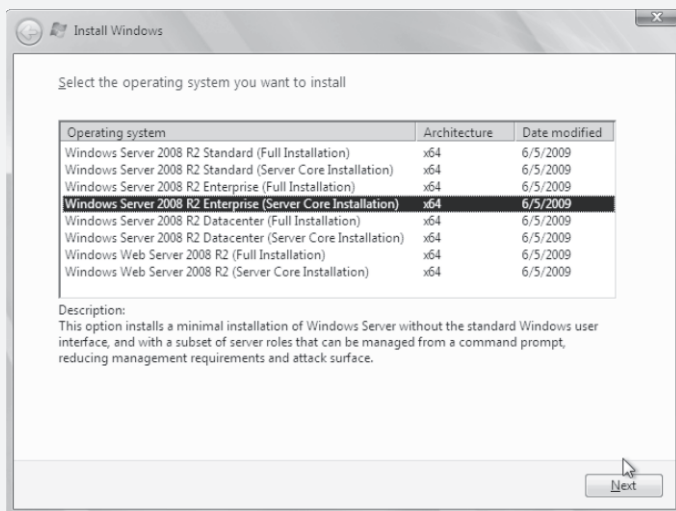 Install Windows
Select the operating system you want to install
Operating system Architecture Date modified
Windows Server 2008 R2 Standard (Full Installation) x64 6/5/2009
Windows Server 2008 R2 Standard (Server Core Installation) x64 6/5/2009
Windows Server 2008 R2 Enterprise (Full Installation) x64 6/5/2009
Windows Server 2008 R2 Enterprise (Server Core Installation) x64 6/5/2009
Windows Server 2008 R2 Datacenter (Full Installation) x64 6/5/2009
Windows Server 2008 R2 Datacenter (Server Core Installation) x64 6/5/2009
Windows Web Server 2008 R2 (Full Installation) x64 6/5/2009
Windows Web Server 2008 R2 (Server Core Installation) x64 6/5/2009
Description:
This option installs a minimal installation of Windows Server without the standard Windows user
interface, and with a subset of server roles that can be managed from a command prompt,
reducing management requirements and attack surface.
Next